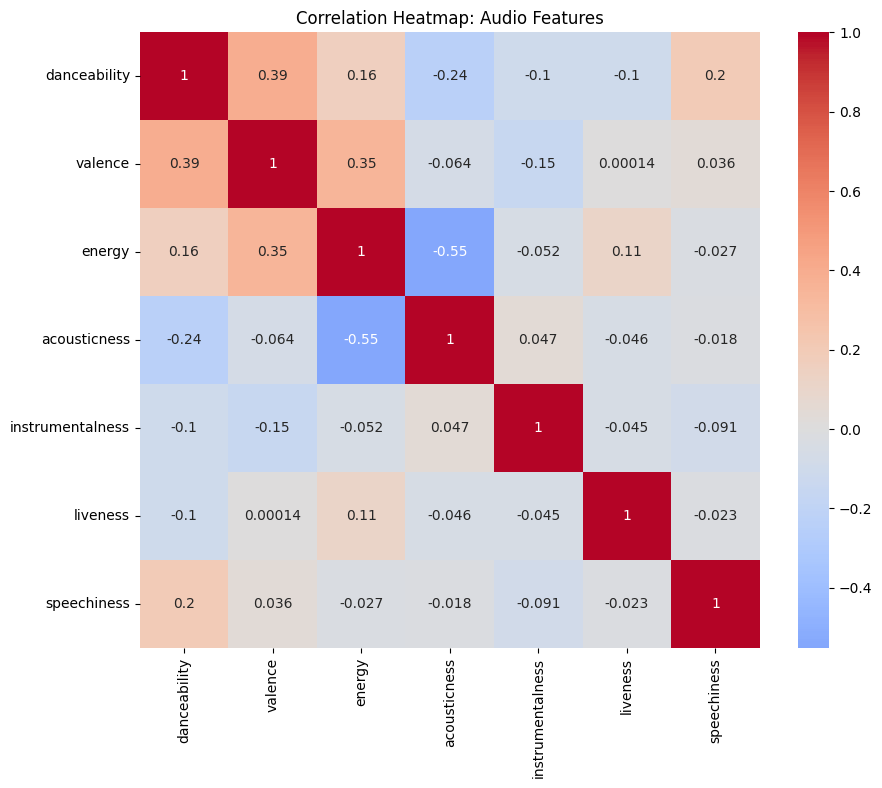 Correlation Heatmap: Audio Features
danceability 1 0.39 0.16 -0.24 -0.1 -0.1 0.2
valence 0.39 1 0.35 -0.064 -0.15 0.00014 0.036
energy 0.16 0.35 1 -0.55 -0.052 0.11 -0.027
acousticness -0.24 -0.064 -0.55 1 0.047 -0.046 -0.018
instrumentalness -0.1 -0.15 -0.052 0.047 1 -0.045 -0.091
liveness -0.1 0.00014 0.11 -0.046 -0.045 1 -0.023
speechiness 0.2 0.036 -0.027 -0.018 -0.091 -0.023 1
danceability
valence
energy
acousticness
instrumentalness
liveness
speechiness
1.0
0.8
0.6
0.4
0.2
0.0
-0.2
-0.4